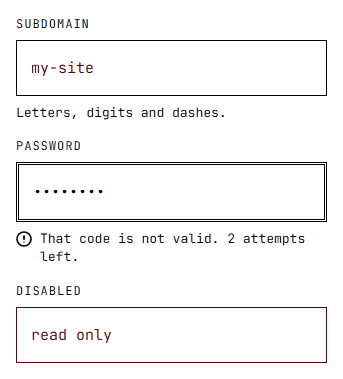 SUBDOMAIN
my-site
Letters, digits and dashes.
PASSWORD
••••••••
That code is not valid. 2 attempts
left.
DISABLED
read only